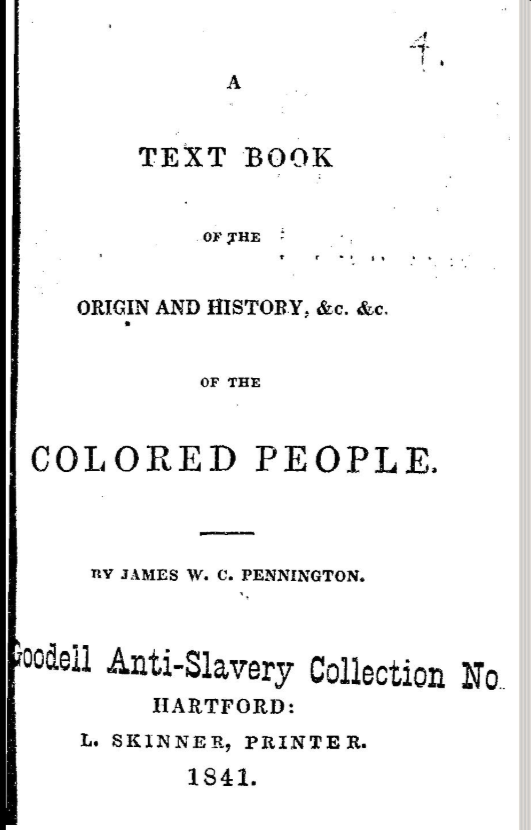 4.
A
TEXT BOOK
OF THE
ORIGIN AND HISTORY, &c. &c.
OF THE
COLORED PEOPLE.
BY JAMES W. C. PENNINGTON.
Goodell Anti-Slavery Collection No.
HARTFORD:
L. SKINNER, PRINTER.
1841.